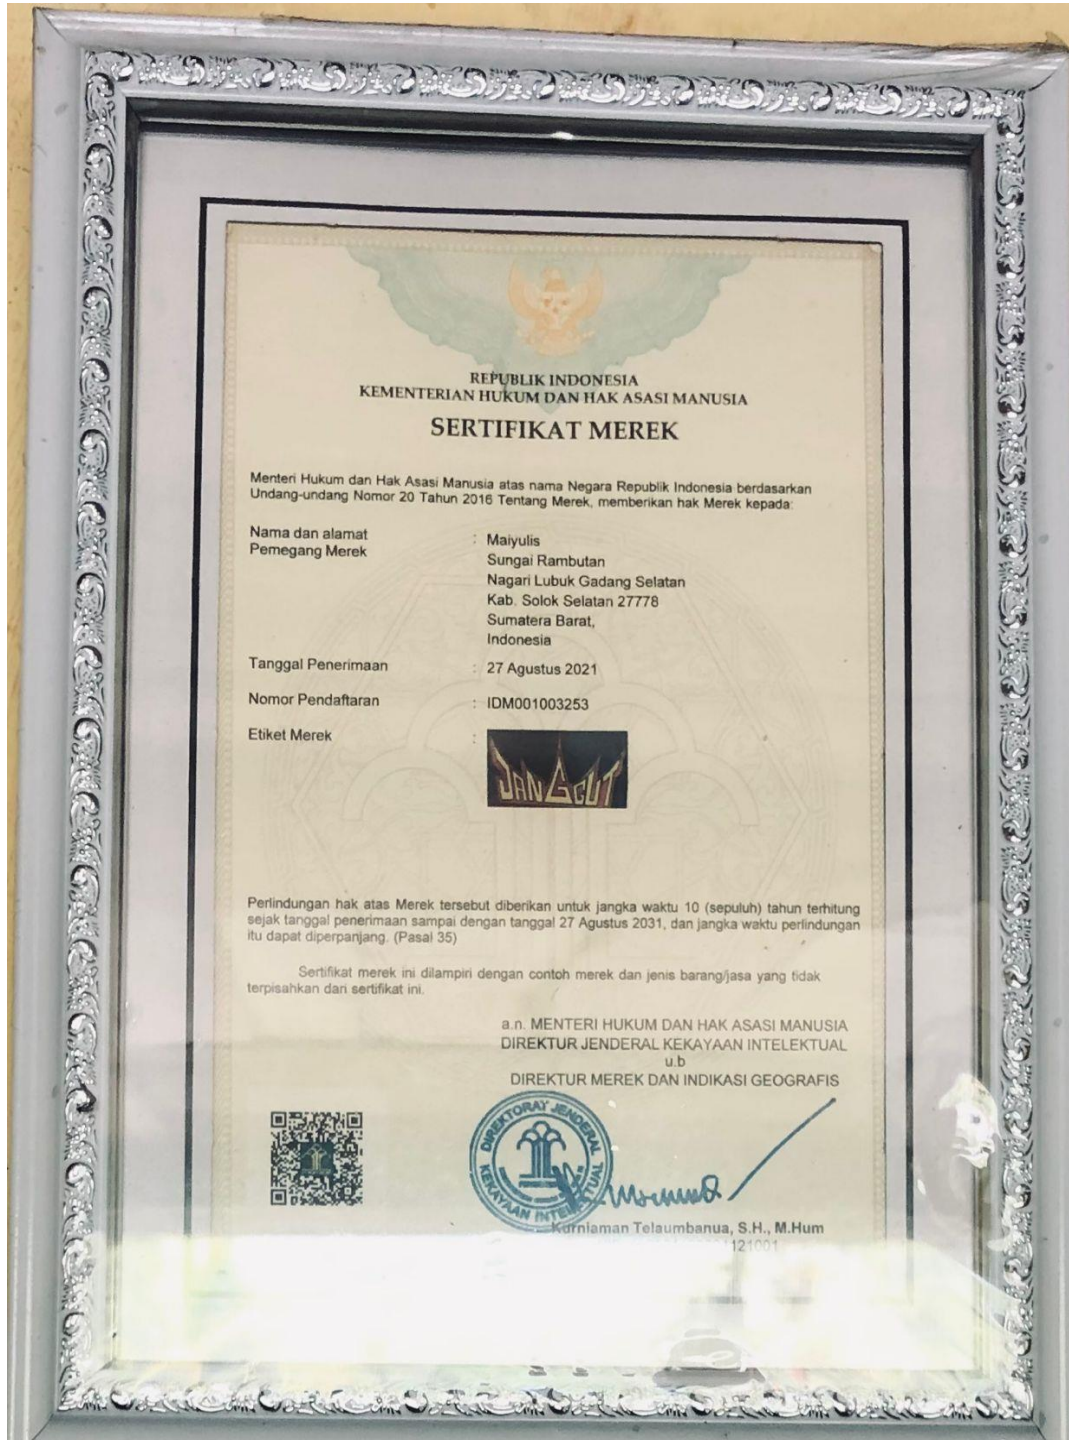 REPUBLIK INDONESIA
KEMENTERIAN HUKUM DAN HAK ASASI MANUSIA
SERTIFIKAT MEREK
Menteri Hukum dan Hak Asasi Manusia atas nama Negara Republik Indonesia berdasarkan
Undang-undang Nomor 20 Tahun 2016 Tentang Merek, memberikan hak Merek kepada:
Nama dan alamat
Pemegang Merek
: Maiyulis
Sungai Rambutan
Nagari Lubuk Gadang Selatan
Kab. Solok Selatan 27778
Sumatera Barat,
Indonesia
Tanggal Penerimaan : 27 Agustus 2021
Nomor Pendaftaran : IDM001003253
Etiket Merek :
JANGGUT
Perlindungan hak atas Merek tersebut diberikan untuk jangka waktu 10 (sepuluh) tahun terhitung
sejak tanggal penerimaan sampai dengan tanggal 27 Agustus 2031, dan jangka waktu perlindungan
itu dapat diperpanjang. (Pasal 35)
Sertifikat merek ini dilampiri dengan contoh merek dan jenis barang/jasa yang tidak
terpisahkan dari sertifikat ini.
a.n. MENTERI HUKUM DAN HAK ASASI MANUSIA
DIREKTUR JENDERAL KEKAYAAN INTELEKTUAL
u.b
DIREKTUR MEREK DAN INDIKASI GEOGRAFIS
DIREKTORAT JENDERAL
KEKAYAAN INTELEKTUAL
Kurniaman Telaumbanua, S.H., M.Hum
121001